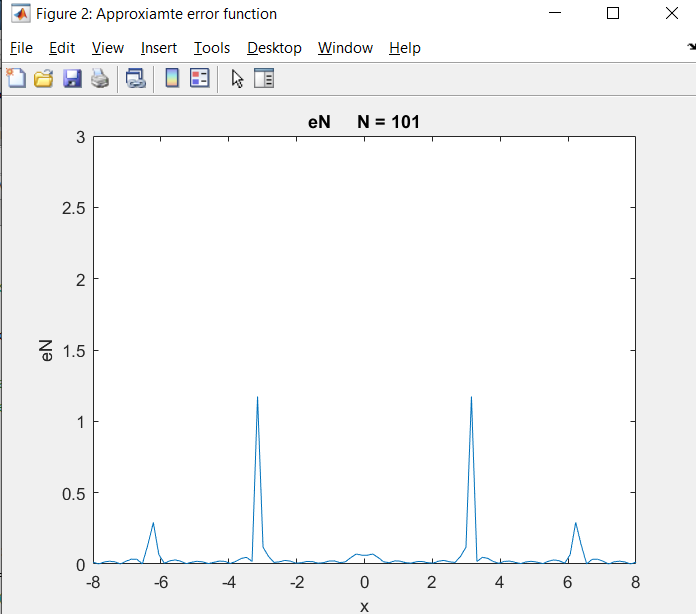 Figure 2: Approxiamte error function
File Edit View Insert Tools Desktop Window Help
eN N = 101
3
2.5
2
1.5
1
0.5
0
eN
-8 -6 -4 -2 0 2 4 6 8
x